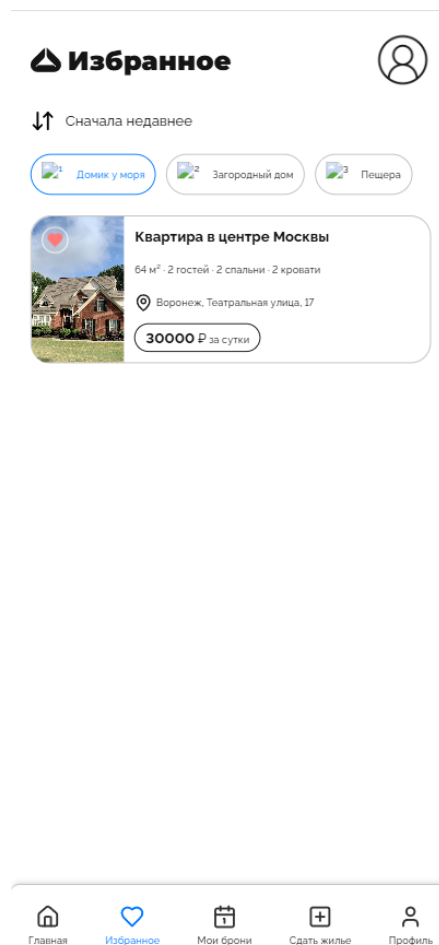 Избранное
Сначала недавнее
1 Домик у моря
2 Загородный дом
3 Пещера
Квартира в центре Москвы
64 м² · 2 гостей · 2 спальни · 2 кровати
Воронеж, Театральная улица, 17
30000 ₽ за сутки
1
Главная
Избранное
Мои брони
Сдать жилье
Профиль